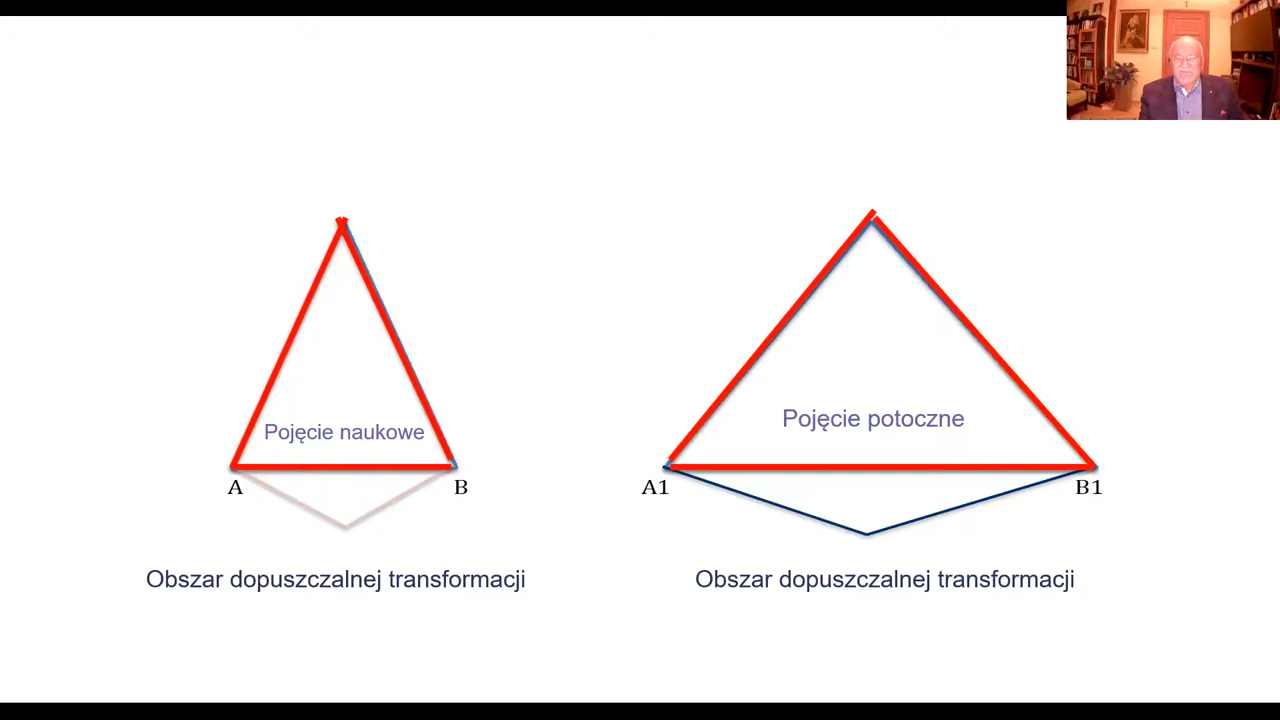 Pojęcie naukowe
A
B
Obszar dopuszczalnej transformacji
Pojęcie potoczne
A1
B1
Obszar dopuszczalnej transformacji